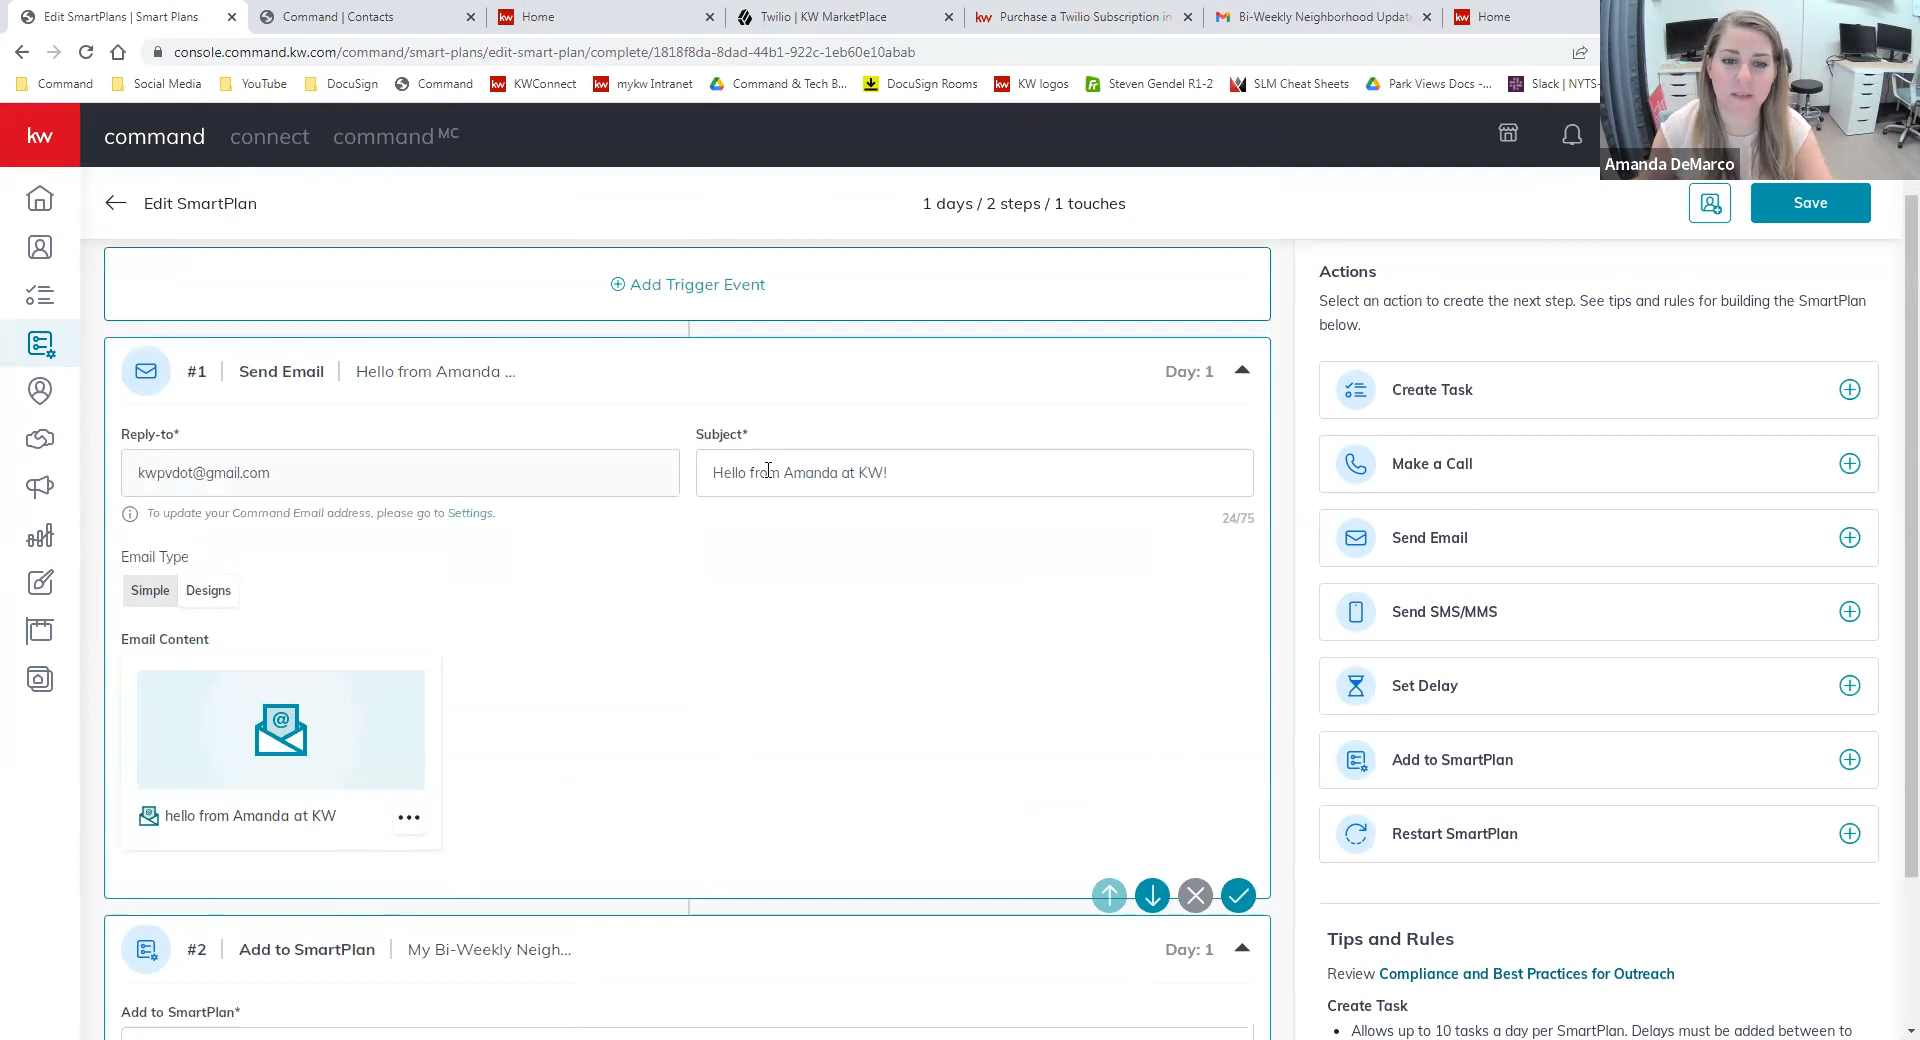 Edit SmartPlans | Smart Plans
Command | Contacts
kw Home
Twilio | KW MarketPlace
kw Purchase a Twilio Subscription in
Bi-Weekly Neighborhood Updat
kw Home
console.command.kw.com/command/smart-plans/edit-smart-plan/complete/1818f8da-8dad-44b1-922c-1eb60e10abab
Command
Social Media
YouTube
DocuSign
Command
kw KWConnect
kw mykw Intranet
Command & Tech B...
DocuSign Rooms
kw KW logos
Steven Gendel R1-2
SLM Cheat Sheets
Park Views Docs -...
Slack | NYTS-
Amanda DeMarco
kw
command
connect
command MC
Edit SmartPlan
1 days / 2 steps / 1 touches
Save
Add Trigger Event
#1 | Send Email | Hello from Amanda ...
Day: 1
Reply-to*
Subject*
kwpvdot@gmail.com
Hello from Amanda at KW!
To update your Command Email address, please go to Settings.
24/75
Email Type
Simple
Designs
Email Content
@
@ hello from Amanda at KW
#2 | Add to SmartPlan | My Bi-Weekly Neigh...
Day: 1
Add to SmartPlan*
Actions
Select an action to create the next step. See tips and rules for building the SmartPlan
below.
Create Task
Make a Call
Send Email
Send SMS/MMS
Set Delay
Add to SmartPlan
Restart SmartPlan
Tips and Rules
Review Compliance and Best Practices for Outreach
Create Task
• Allows up to 10 tasks a day per SmartPlan. Delays must be added between to